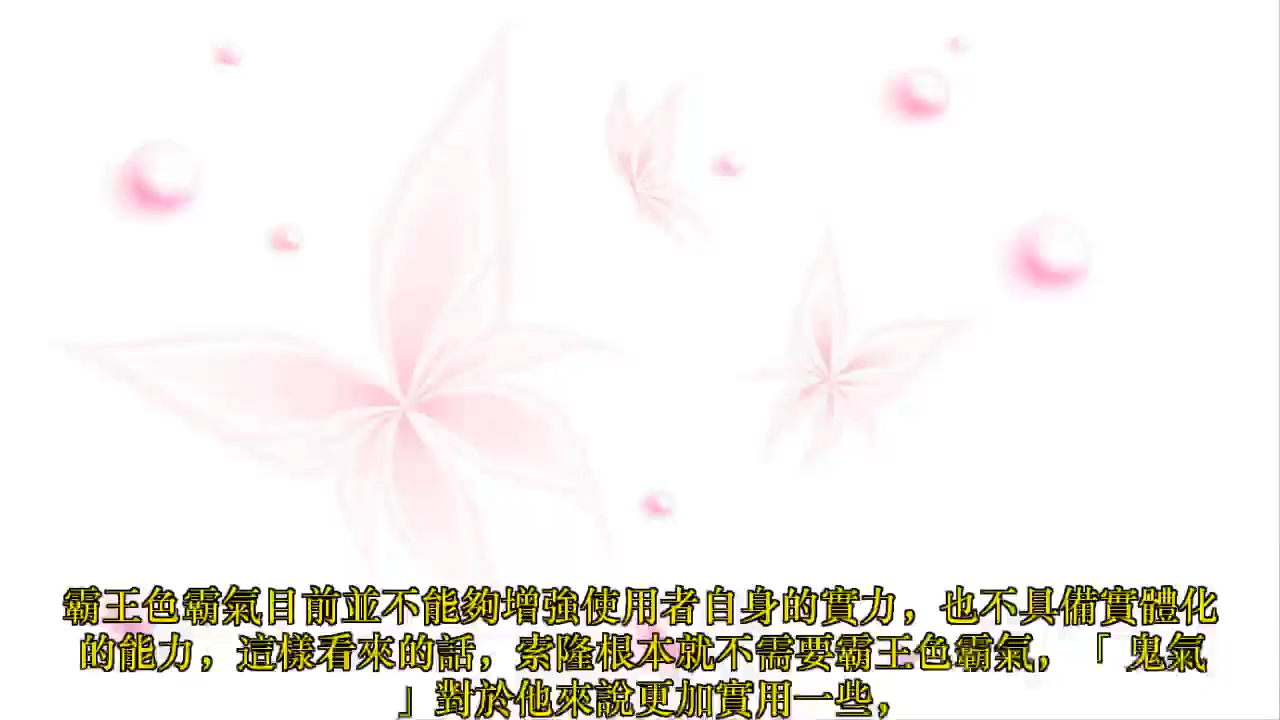 霸王色霸氣目前並不能夠增強使用者自身的實力，也不具備實體化
的能力，這樣看來的話，索隆根本就不需要霸王色霸氣，「 鬼氣
」對於他來說更加實用一些，